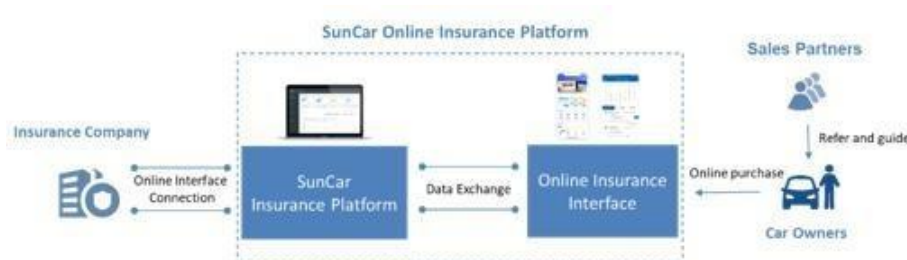 SunCar Online Insurance Platform
Sales Partners
Insurance Company
Refer and guide
Online Interface
Connection
SunCar
Insurance Platform
Data Exchange
Online Insurance
Interface
Online purchase
Car Owners